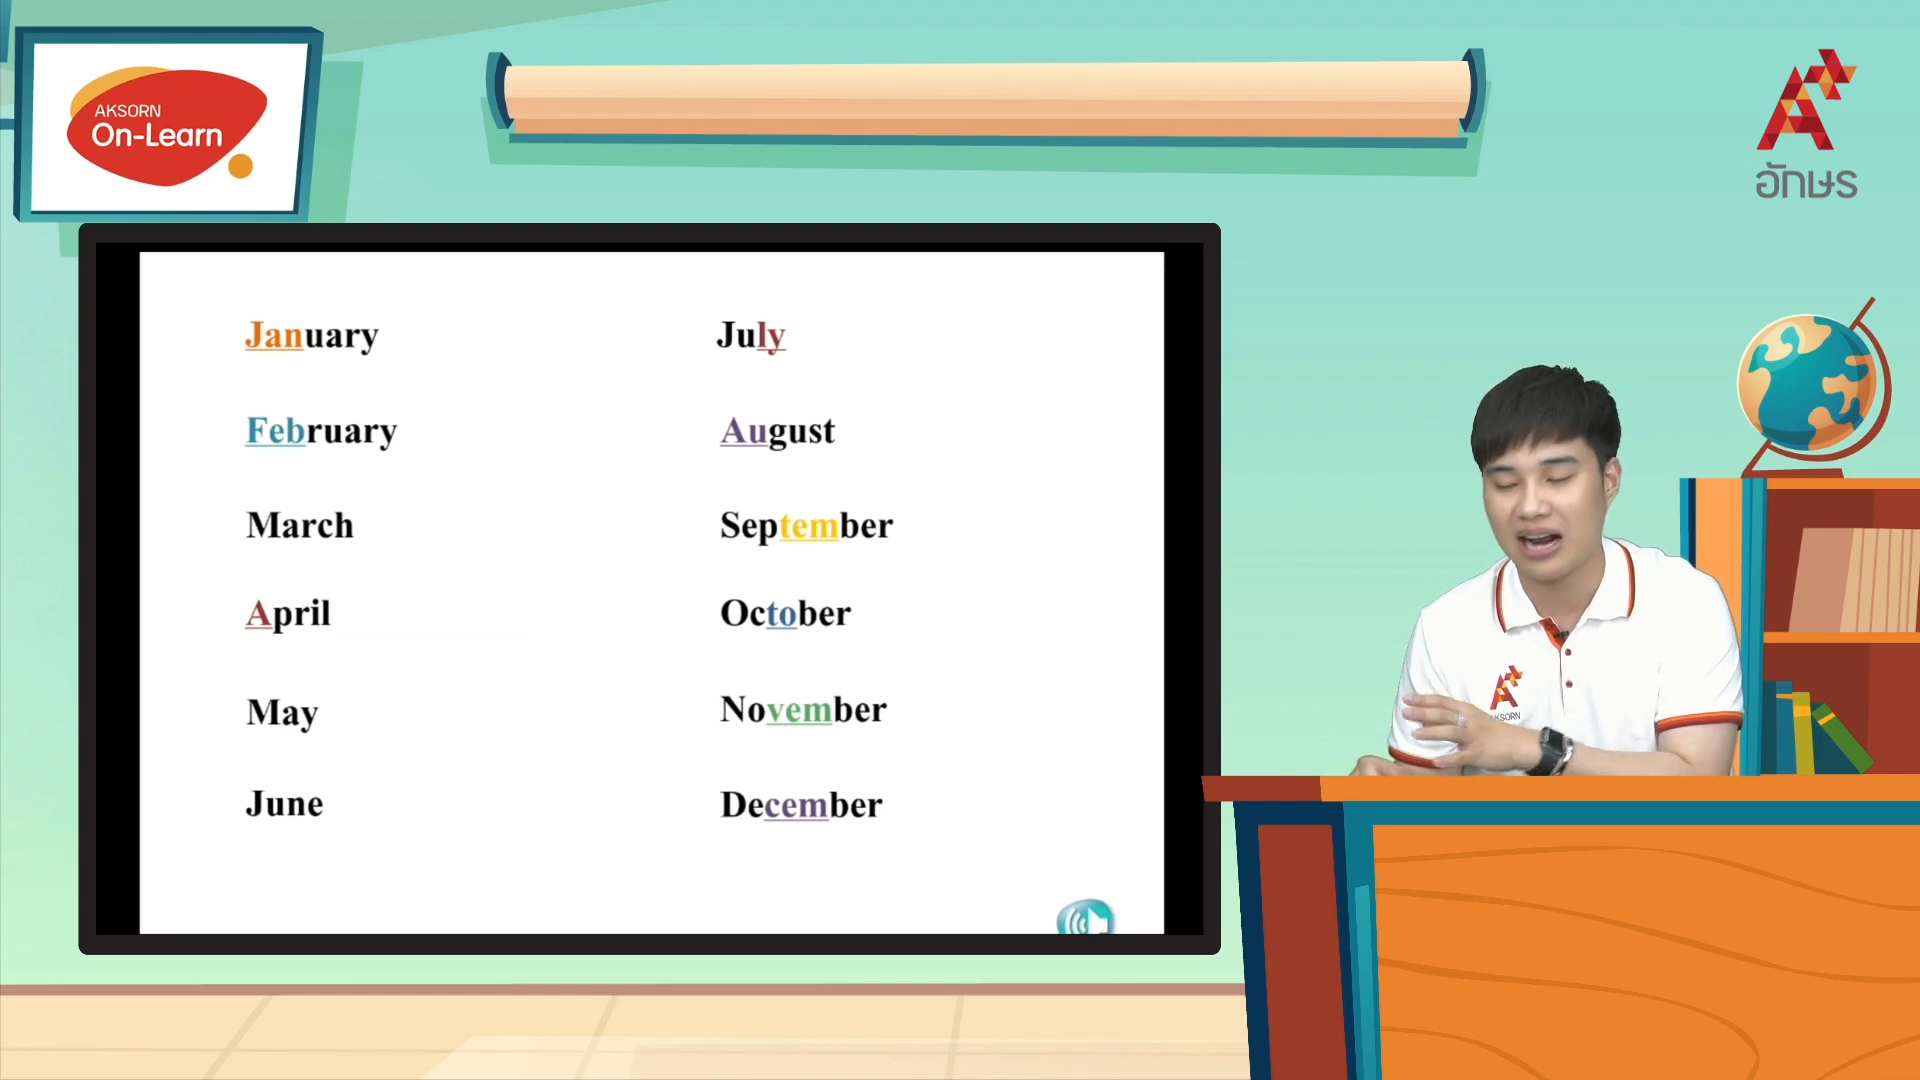 AKSORN
On-Learn
อักษร
January
February
March
April
May
June
July
August
September
October
November
December
AKSORN